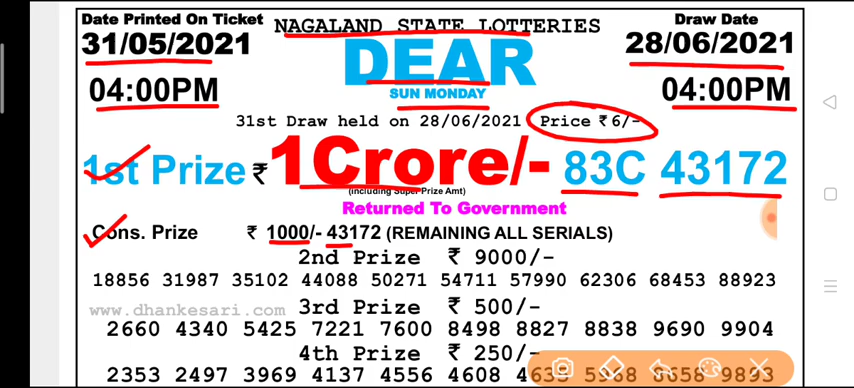 Date Printed On Ticket
NAGALAND STATE LOTTERIES
Draw Date
31/05/2021
DEAR
28/06/2021
04:00PM
SUN MONDAY
04:00PM
31st Draw held on 28/06/2021 Price ₹ 6/-
1st Prize ₹ 1Crore/- 83C 43172
(including Super Prize Amt)
Returned To Government
Cons. Prize ₹ 1000/- 43172 (REMAINING ALL SERIALS)
2nd Prize ₹ 9000/-
18856 31987 35102 44088 50271 54711 57990 62306 68453 88923
www.dhankesari.com 3rd Prize ₹ 500/-
2660 4340 5425 7221 7600 8498 8827 8838 9690 9904
4th Prize ₹ 250/-
2353 2497 3969 4137 4556 4608 4635 5968 6658 9893